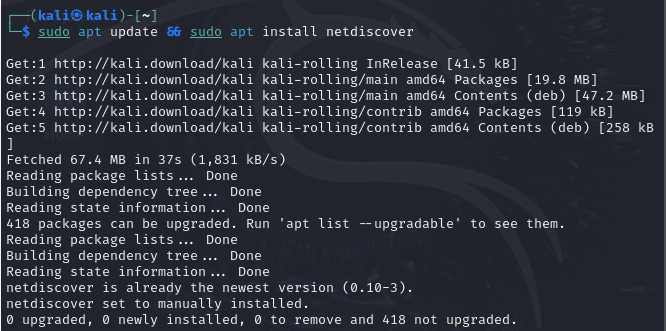 ┌──(kali㉿kali)-[~]
└─$ sudo apt update && sudo apt install netdiscover
Get:1 http://kali.download/kali kali-rolling InRelease [41.5 kB]
Get:2 http://kali.download/kali kali-rolling/main amd64 Packages [19.8 MB]
Get:3 http://kali.download/kali kali-rolling/main amd64 Contents (deb) [47.2 MB]
Get:4 http://kali.download/kali kali-rolling/contrib amd64 Packages [119 kB]
Get:5 http://kali.download/kali kali-rolling/contrib amd64 Contents (deb) [258 kB
]
Fetched 67.4 MB in 37s (1,831 kB/s)
Reading package lists... Done
Building dependency tree... Done
Reading state information... Done
418 packages can be upgraded. Run 'apt list --upgradable' to see them.
Reading package lists... Done
Building dependency tree... Done
Reading state information... Done
netdiscover is already the newest version (0.10-3).
netdiscover set to manually installed.
0 upgraded, 0 newly installed, 0 to remove and 418 not upgraded.